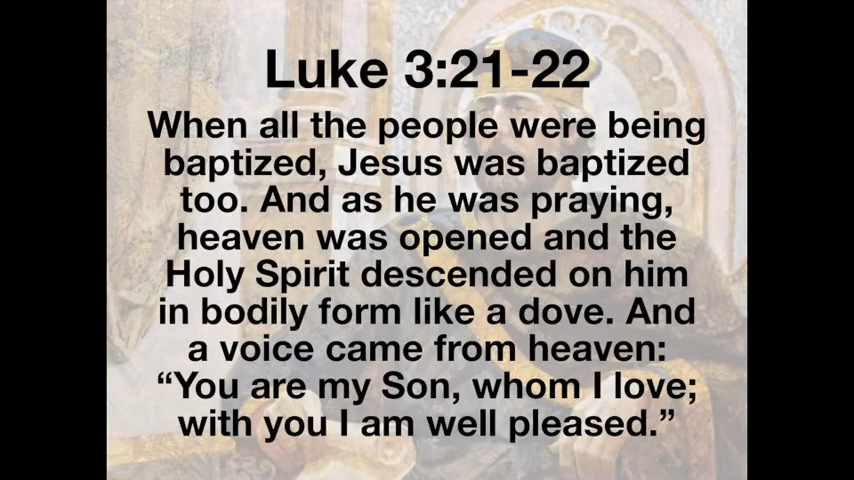 Luke 3:21-22
When all the people were being
baptized, Jesus was baptized
too. And as he was praying,
heaven was opened and the
Holy Spirit descended on him
in bodily form like a dove. And
a voice came from heaven:
“You are my Son, whom I love;
with you I am well pleased.”